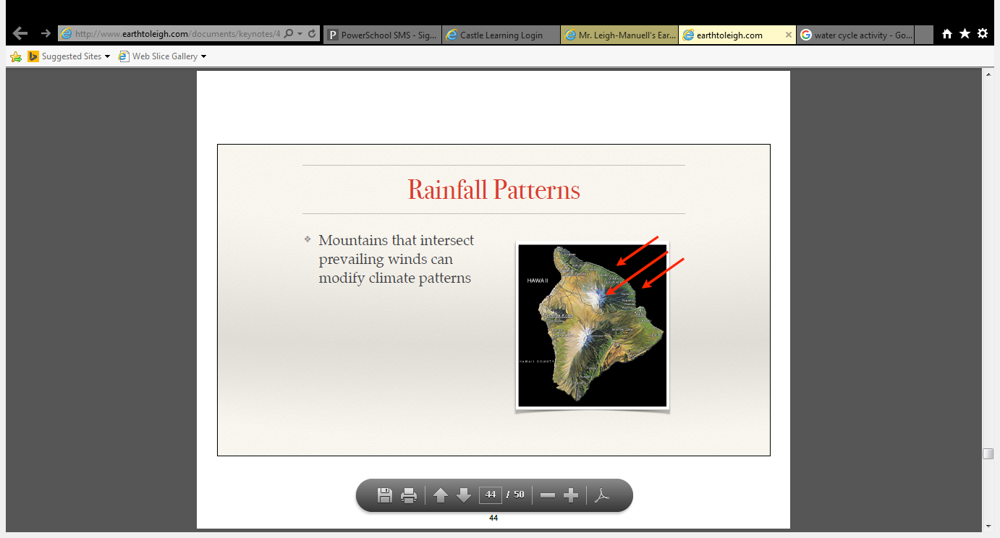 http://www.earthtoleigh.com/documents/keynotes/4
PowerSchool SMS - Sig...
Castle Learning Login
Mr. Leigh-Manuell's Ear...
earthtoleigh.com
water cycle activity - Go...
Suggested Sites
Web Slice Gallery
Rainfall Patterns
Mountains that intersect
prevailing winds can
modify climate patterns
HAWAII
Mountain View
HAWAII COUNTY
44 / 50
44